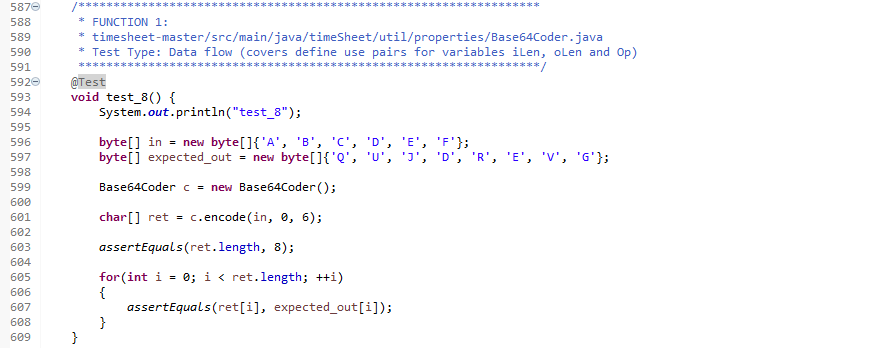 587 /******************************************************************
588 * FUNCTION 1:
589 * timesheet-master/src/main/java/timeSheet/util/properties/Base64Coder.java
590 * Test Type: Data flow (covers define use pairs for variables iLen, oLen and Op)
591 ******************************************************************/
592 @Test
593 void test_8() {
594 System.out.println("test_8");
595
596 byte[] in = new byte[]{'A', 'B', 'C', 'D', 'E', 'F'};
597 byte[] expected_out = new byte[]{'Q', 'U', 'J', 'D', 'R', 'E', 'V', 'G'};
598
599 Base64Coder c = new Base64Coder();
600
601 char[] ret = c.encode(in, 0, 6);
602
603 assertEquals(ret.length, 8);
604
605 for(int i = 0; i < ret.length; ++i)
606 {
607 assertEquals(ret[i], expected_out[i]);
608 }
609 }